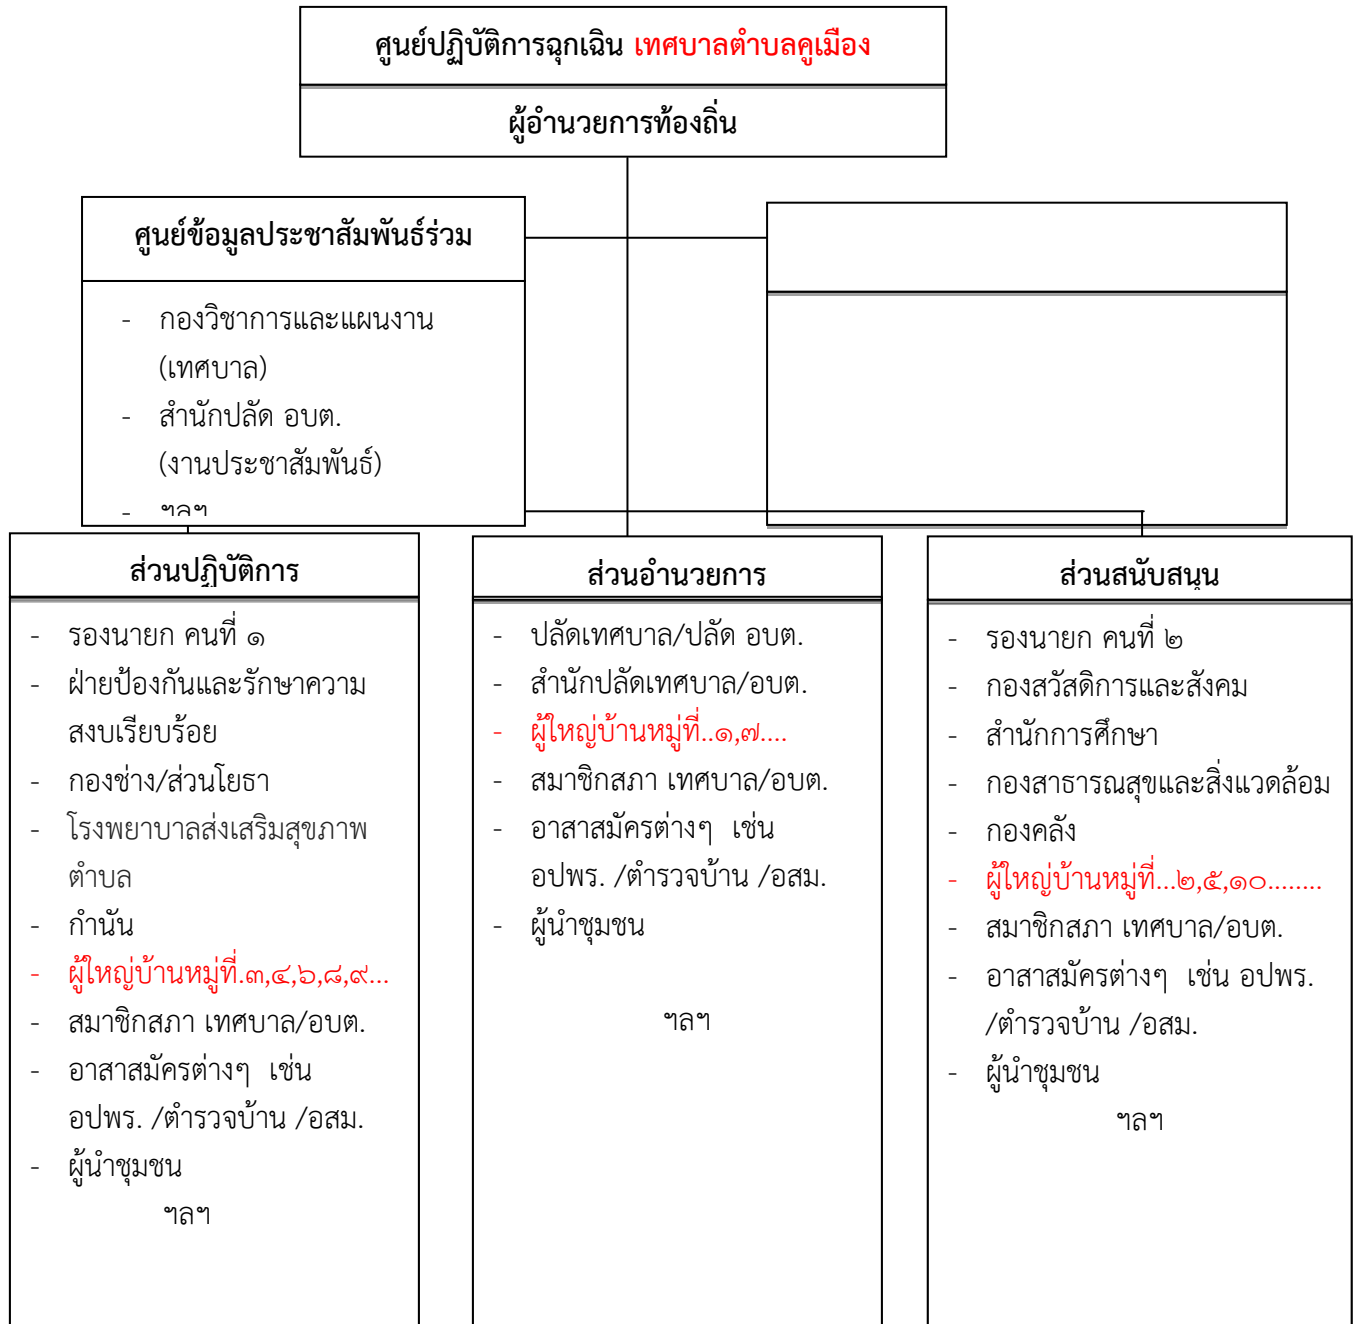 ศูนย์ปฏิบัติการฉุกเฉิน เทศบาลตำบลคูเมือง
ผู้อำนวยการท้องถิ่น
ศูนย์ข้อมูลประชาสัมพันธ์ร่วม
- กองวิชาการและแผนงาน
(เทศบาล)
- สำนักปลัด อบต.
(งานประชาสัมพันธ์)
- ฯลฯ
ส่วนปฏิบัติการ
- รองนายก คนที่ ๑
- ฝ่ายป้องกันและรักษาความ
สงบเรียบร้อย
- กองช่าง/ส่วนโยธา
- โรงพยาบาลส่งเสริมสุขภาพ
ตำบล
- กำนัน
- ผู้ใหญ่บ้านหมู่ที่.๓,๔,๖,๘,๙...
- สมาชิกสภา เทศบาล/อบต.
- อาสาสมัครต่างๆ เช่น
อปพร. /ตำรวจบ้าน /อสม.
- ผู้นำชุมชน
ฯลฯ
ส่วนอำนวยการ
- ปลัดเทศบาล/ปลัด อบต.
- สำนักปลัดเทศบาล/อบต.
- ผู้ใหญ่บ้านหมู่ที่..๑,๗....
- สมาชิกสภา เทศบาล/อบต.
- อาสาสมัครต่างๆ เช่น
อปพร. /ตำรวจบ้าน /อสม.
- ผู้นำชุมชน
ฯลฯ
ส่วนสนับสนุน
- รองนายก คนที่ ๒
- กองสวัสดิการและสังคม
- สำนักการศึกษา
- กองสาธารณสุขและสิ่งแวดล้อม
- กองคลัง
- ผู้ใหญ่บ้านหมู่ที่...๒,๕,๑๐........
- สมาชิกสภา เทศบาล/อบต.
- อาสาสมัครต่างๆ เช่น อปพร.
/ตำรวจบ้าน /อสม.
- ผู้นำชุมชน
ฯลฯ